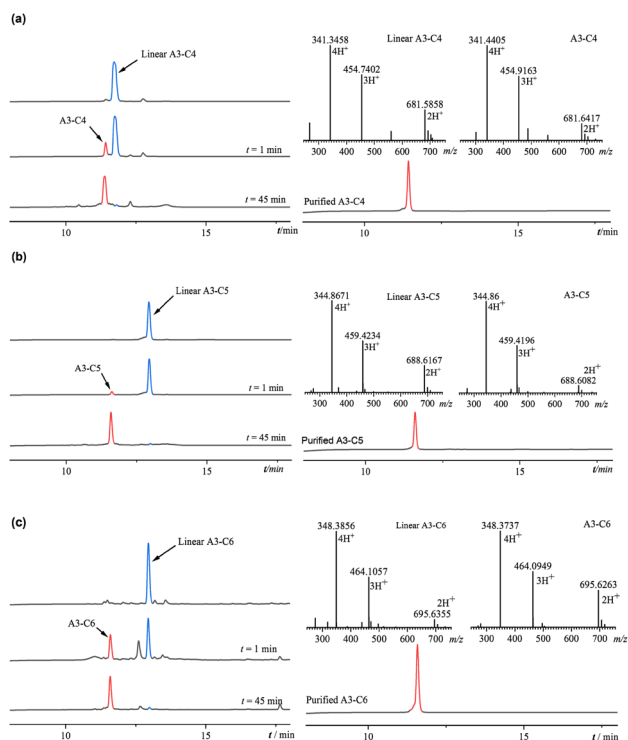 (a)
Linear A3-C4
A3-C4
t = 1 min
t = 45 min
10
15
t/min
341.3458
4H+
454.7402
3H+
Linear A3-C4
681.5858
2H+
300 400 500 600 700 m/z
341.4405
4H+
454.9163
3H+
A3-C4
681.6417
2H+
300 400 500 600 700 m/z
Purified A3-C4
10
15
t/min
(b)
Linear A3-C5
A3-C5
t = 1 min
t = 45 min
10
15
t/min
344.8671
4H+
459.4234
3H+
Linear A3-C5
688.6167
2H+
300 400 500 600 700 m/z
344.86
4H+
459.4196
3H+
A3-C5
2H+
688.6082
300 400 500 600 700 m/z
Purified A3-C5
10
15
t/min
(c)
Linear A3-C6
A3-C6
t = 1 min
t = 45 min
10
15
t/min
348.3856
4H+
464.1057
3H+
Linear A3-C6
2H+
695.6355
300 400 500 600 700 m/z
348.3737
4H+
464.0949
3H+
A3-C6
695.6263
2H+
300 400 500 600 700 m/z
Purified A3-C6
10
15
t / min